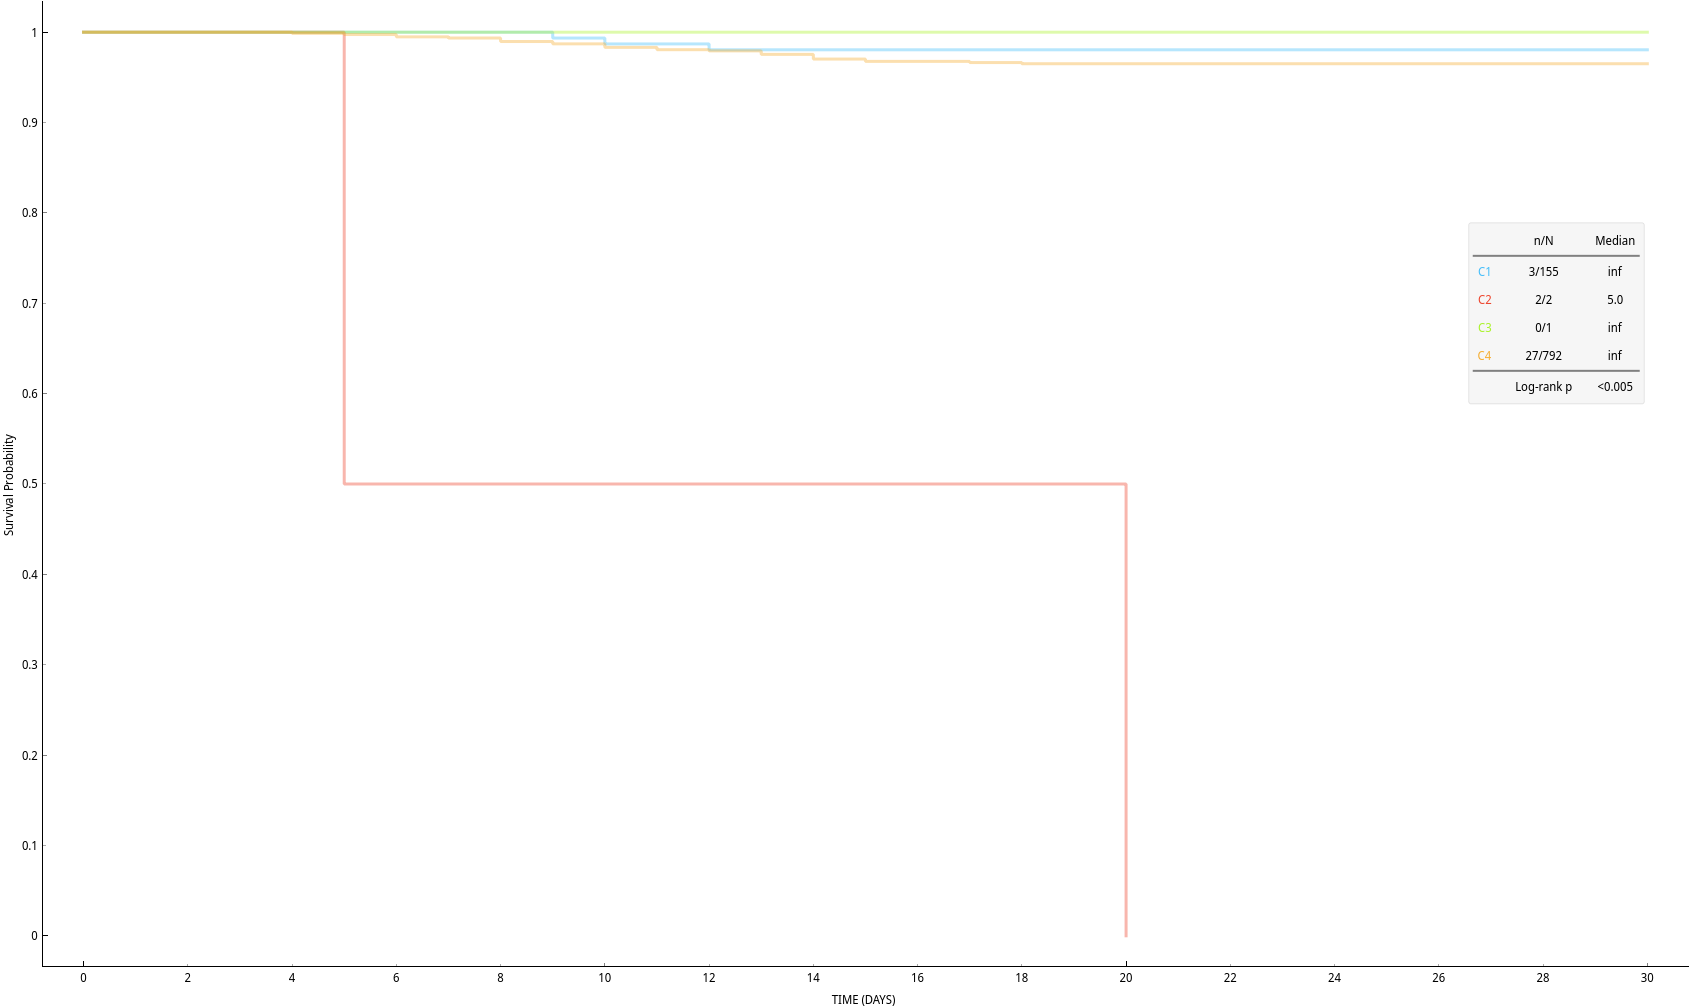 1
0.9
0.8
0.7
0.6
0.5
0.4
0.3
0.2
0.1
0
Survival Probability
n/N Median
C1 3/155 inf
C2 2/2 5.0
C3 0/1 inf
C4 27/792 inf
Log-rank p <0.005
0 2 4 6 8 10 12 14 16 18 20 22 24 26 28 30
TIME (DAYS)